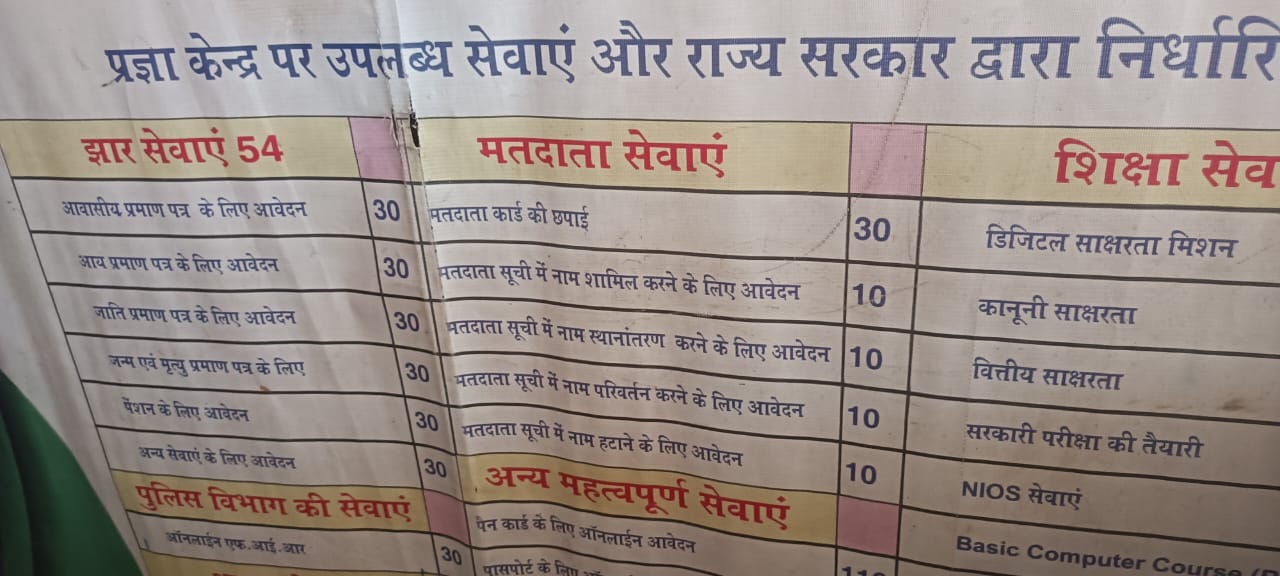 प्रज्ञा केन्द्र पर उपलब्ध सेवाएं और राज्य सरकार द्वारा
झार सेवाएं 54
आवासीय प्रमाण पत्र के लिए आवेदन 30
आय प्रमाण पत्र के लिए आवेदन 30
जाति प्रमाण पत्र के लिए आवेदन 30
जन्म एवं मृत्यु प्रमाण पत्र के लिए 30
पेंशन के लिए आवेदन 30
अन्य सेवाएं के लिए आवेदन 30
पुलिस विभाग की सेवाएं
ऑनलाईन एफ.आई.आर 30
मतदाता सेवाएं
मतदाता कार्ड की छपाई 30
मतदाता सूची में नाम शामिल करने के लिए आवेदन 10
मतदाता सूची में नाम स्थानांतरण करने के लिए आवेदन 10
मतदाता सूची में नाम परिवर्तन करने के लिए आवेदन 10
मतदाता सूची में नाम हटाने के लिए आवेदन 10
अन्य महत्वपूर्ण सेवाएं
पेन कार्ड के लिए ऑनलाईन आवेदन
पासपोर्ट के लिए
शिक्षा
डिजिटल साक्षरता मिशन
कानूनी साक्षरता
वित्तीय साक्षरता
सरकारी परीक्षा की तैयारी
NIOS सेवाएं
Basic Computer Course